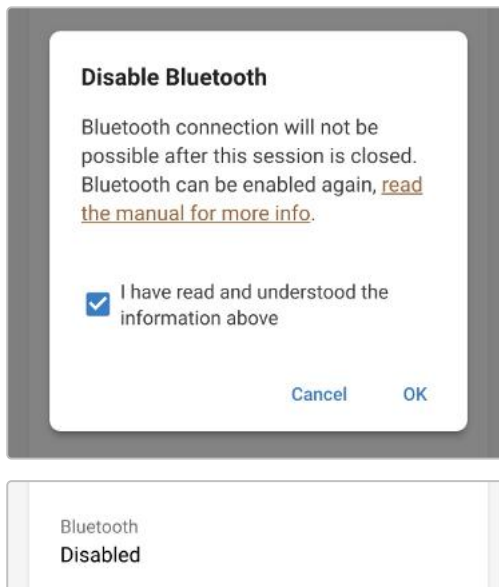 Disable Bluetooth
Bluetooth connection will not be
possible after this session is closed.
Bluetooth can be enabled again, read
the manual for more info.
I have read and understood the
information above
Cancel OK
Bluetooth
Disabled